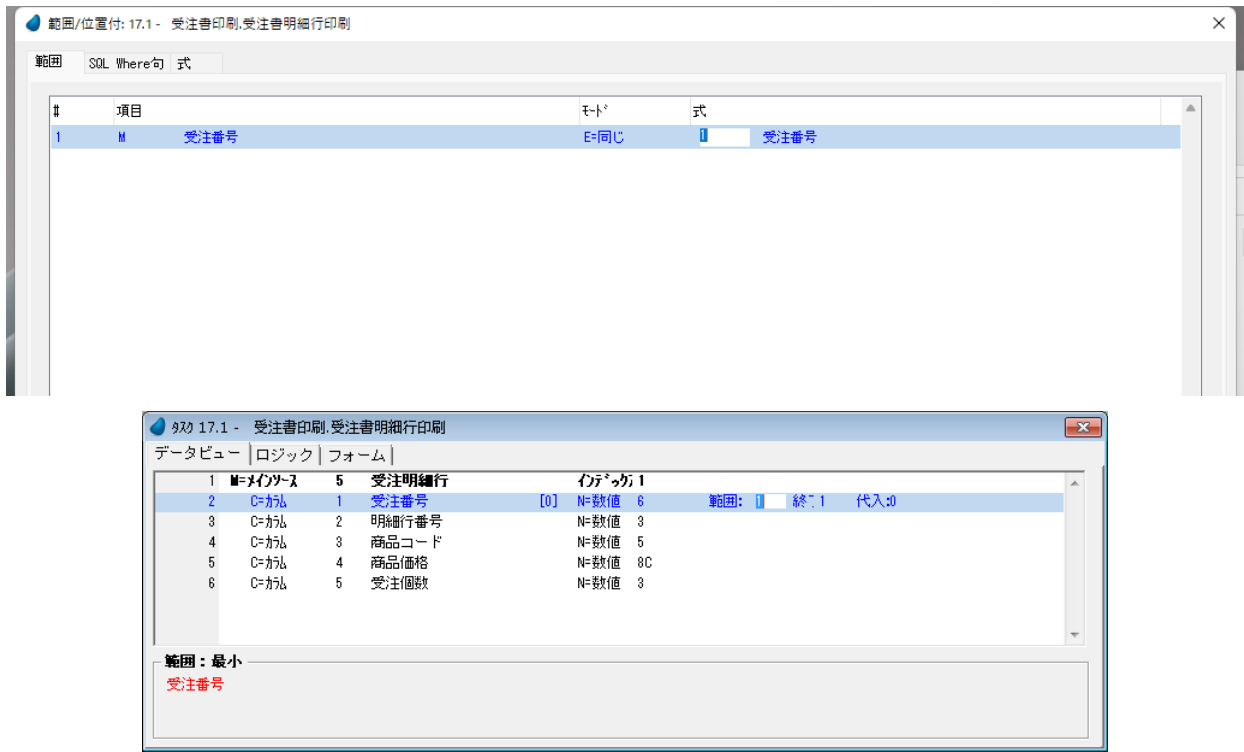 範囲/位置付: 17.1 - 受注書印刷.受注書明細行印刷
範囲 SQL Where句 式
# 項目 ﾓｰﾄﾞ 式
1 M 受注番号 E=同じ 1 受注番号
ﾀｽｸ 17.1 - 受注書印刷.受注書明細行印刷
データビュー ロジック フォーム
1 M=ﾒｲﾝｿｰｽ 5 受注明細行 ｲﾝﾃﾞｯｸｽ: 1
2 C=ｶﾗﾑ 1 受注番号 [0] N=数値 6 範囲: 1 終了: 1 代入:0
3 C=ｶﾗﾑ 2 明細行番号 N=数値 3
4 C=ｶﾗﾑ 3 商品コード N=数値 5
5 C=ｶﾗﾑ 4 商品価格 N=数値 8C
6 C=ｶﾗﾑ 5 受注個数 N=数値 3
範囲：最小
受注番号